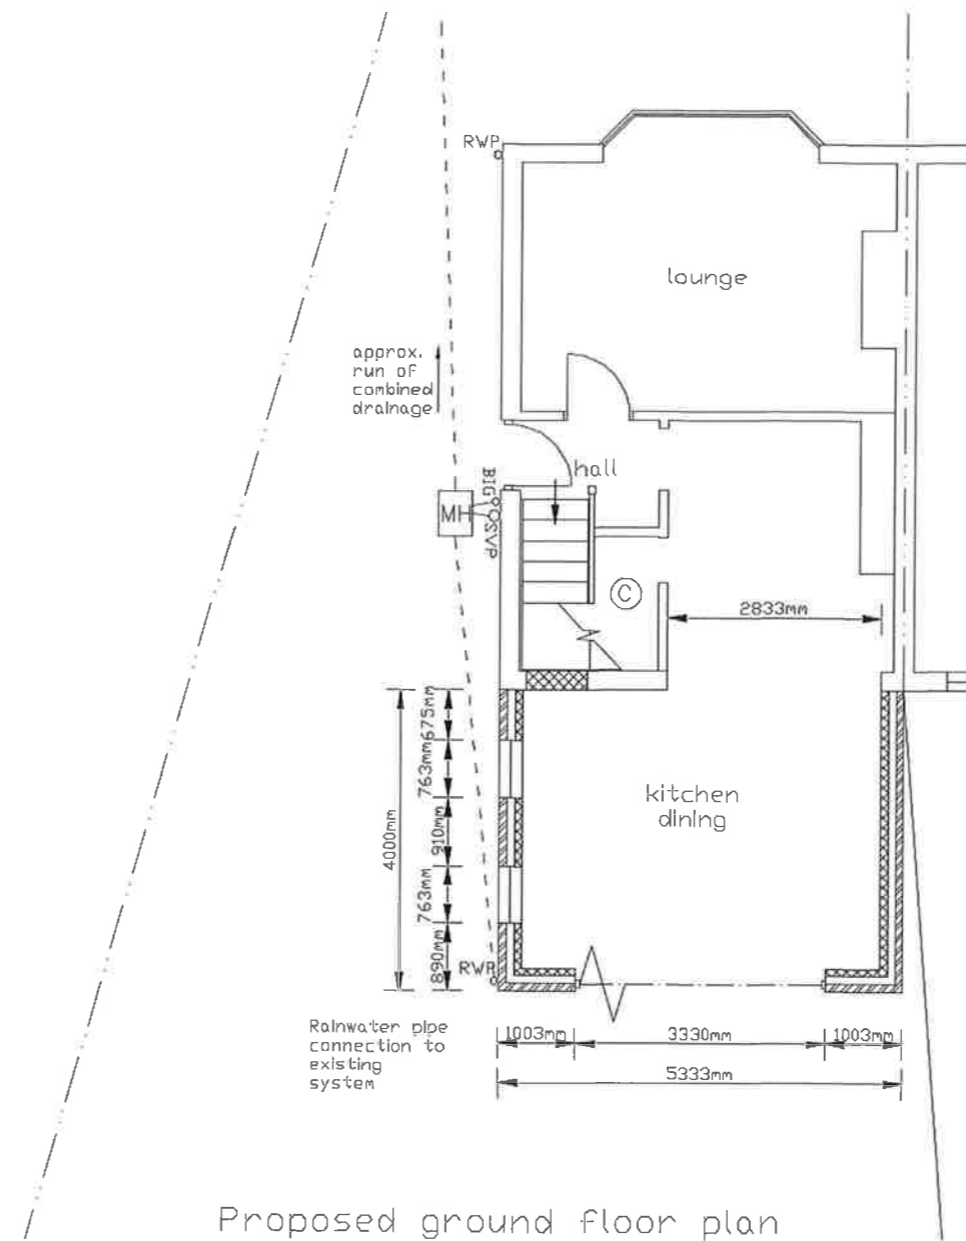 RWP
lounge
approx.
run of
combined
drainage
hall
BIG
MH
SVP
C
2833mm
675mm
763mm
910mm
763mm
890mm
4000mm
kitchen
dining
RWP
Rainwater pipe
connection to
existing
system
1003mm
3330mm
1003mm
5333mm
Proposed ground floor plan